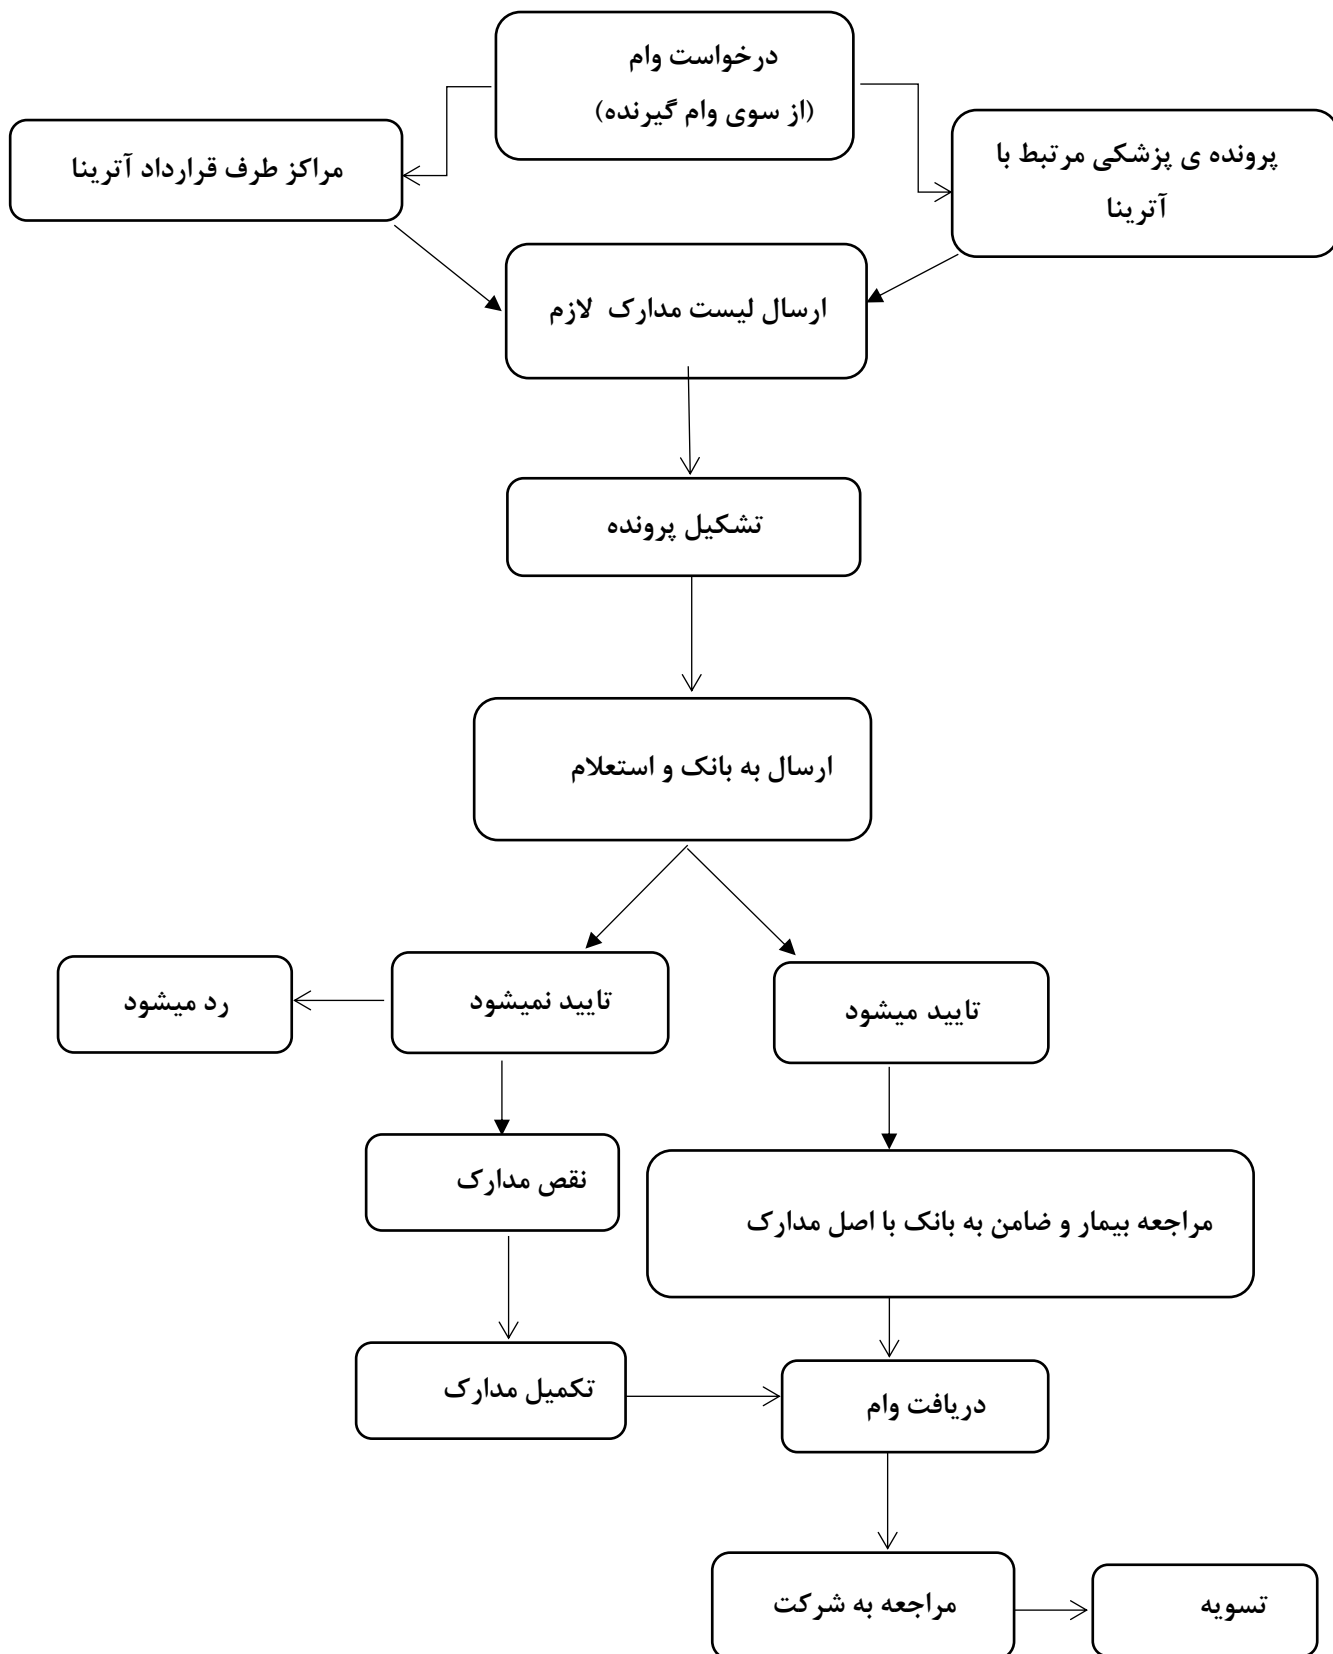 درخواست وام
(از سوی وام گیرنده)
پرونده ی پزشکی مرتبط با
آترینا
مراکز طرف قرارداد آترینا
ارسال لیست مدارک لازم
تشکیل پرونده
ارسال به بانک و استعلام
تایید میشود
تایید نمیشود
رد میشود
نقص مدارک
مراجعه بیمار و ضامن به بانک با اصل مدارک
تکمیل مدارک
دریافت وام
مراجعه به شرکت
تسویه